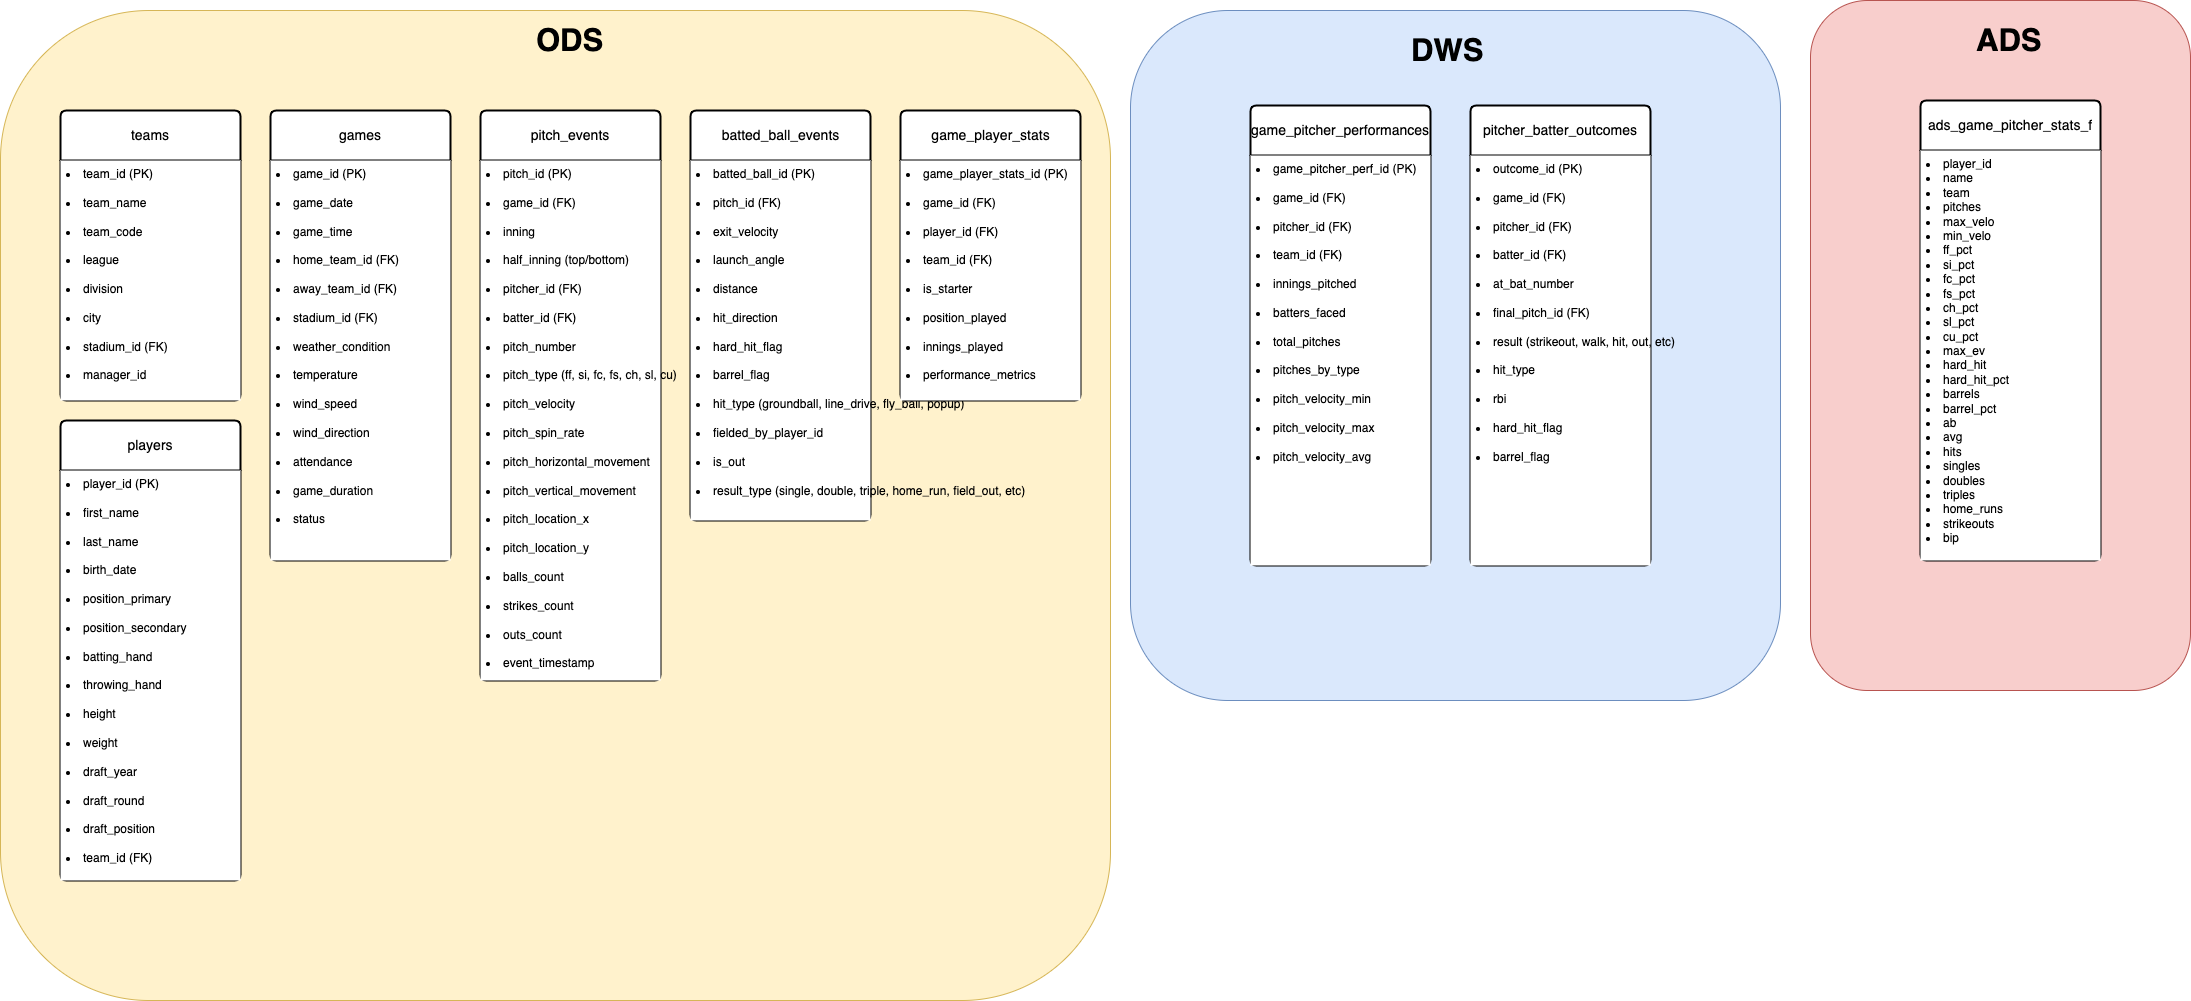 ODS
teams
team_id (PK)
team_name
team_code
league
division
city
stadium_id (FK)
manager_id
players
player_id (PK)
first_name
last_name
birth_date
position_primary
position_secondary
batting_hand
throwing_hand
height
weight
draft_year
draft_round
draft_position
team_id (FK)
games
game_id (PK)
game_date
game_time
home_team_id (FK)
away_team_id (FK)
stadium_id (FK)
weather_condition
temperature
wind_speed
wind_direction
attendance
game_duration
status
pitch_events
pitch_id (PK)
game_id (FK)
inning
half_inning (top/bottom)
pitcher_id (FK)
batter_id (FK)
pitch_number
pitch_type (ff, si, fc, fs, ch, sl, cu)
pitch_velocity
pitch_spin_rate
pitch_horizontal_movement
pitch_vertical_movement
pitch_location_x
pitch_location_y
balls_count
strikes_count
outs_count
event_timestamp
batted_ball_events
batted_ball_id (PK)
pitch_id (FK)
exit_velocity
launch_angle
distance
hit_direction
hard_hit_flag
barrel_flag
hit_type (groundball, line_drive, fly_ball, popup)
fielded_by_player_id
is_out
result_type (single, double, triple, home_run, field_out, etc)
game_player_stats
game_player_stats_id (PK)
game_id (FK)
player_id (FK)
team_id (FK)
is_starter
position_played
innings_played
performance_metrics
DWS
game_pitcher_performances
game_pitcher_perf_id (PK)
game_id (FK)
pitcher_id (FK)
team_id (FK)
innings_pitched
batters_faced
total_pitches
pitches_by_type
pitch_velocity_min
pitch_velocity_max
pitch_velocity_avg
pitcher_batter_outcomes
outcome_id (PK)
game_id (FK)
pitcher_id (FK)
batter_id (FK)
at_bat_number
final_pitch_id (FK)
result (strikeout, walk, hit, out, etc)
hit_type
rbi
hard_hit_flag
barrel_flag
ADS
ads_game_pitcher_stats_f
player_id
name
team
pitches
max_velo
min_velo
ff_pct
si_pct
fc_pct
fs_pct
ch_pct
sl_pct
cu_pct
max_ev
hard_hit
hard_hit_pct
barrels
barrel_pct
ab
avg
hits
singles
doubles
triples
home_runs
strikeouts
bip